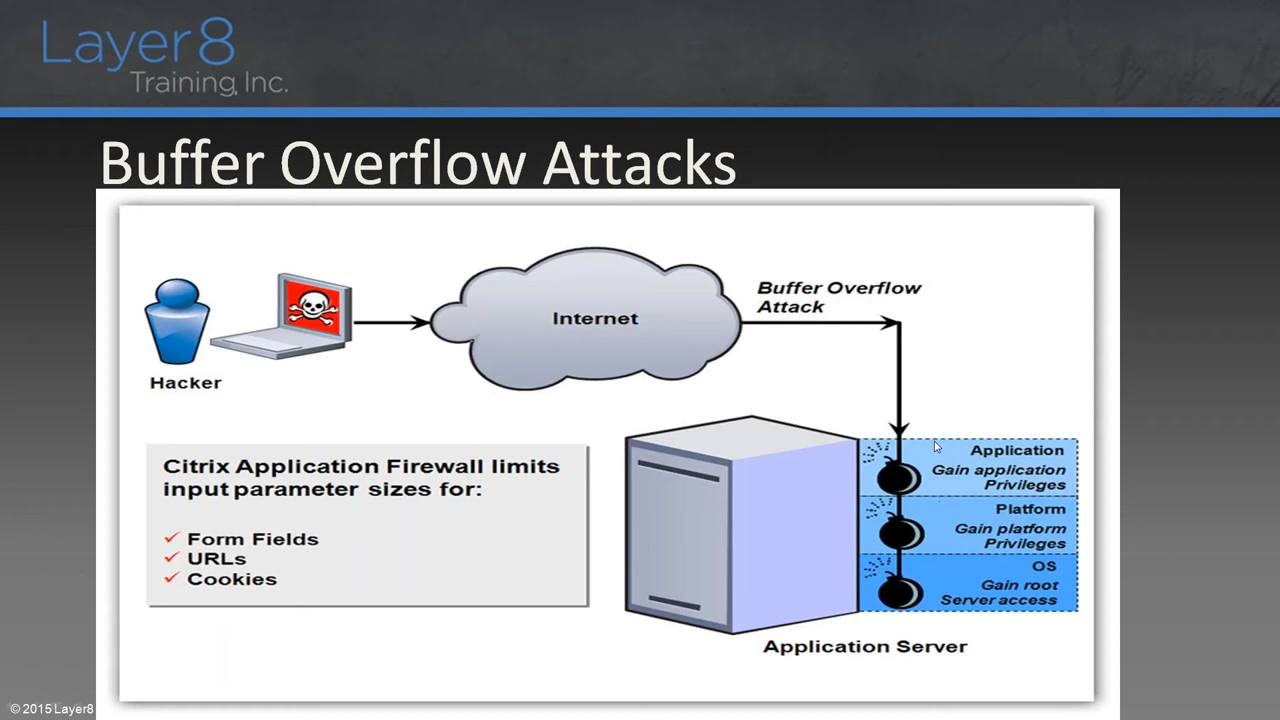 Layer8
Training, Inc.
Buffer Overflow Attacks
Hacker
Internet
Buffer Overflow
Attack
Citrix Application Firewall limits
input parameter sizes for:
Form Fields
URLs
Cookies
Application
Gain application
Privileges
Platform
Gain platform
Privileges
OS
Gain root
Server access
Application Server
© 2015 Layer8